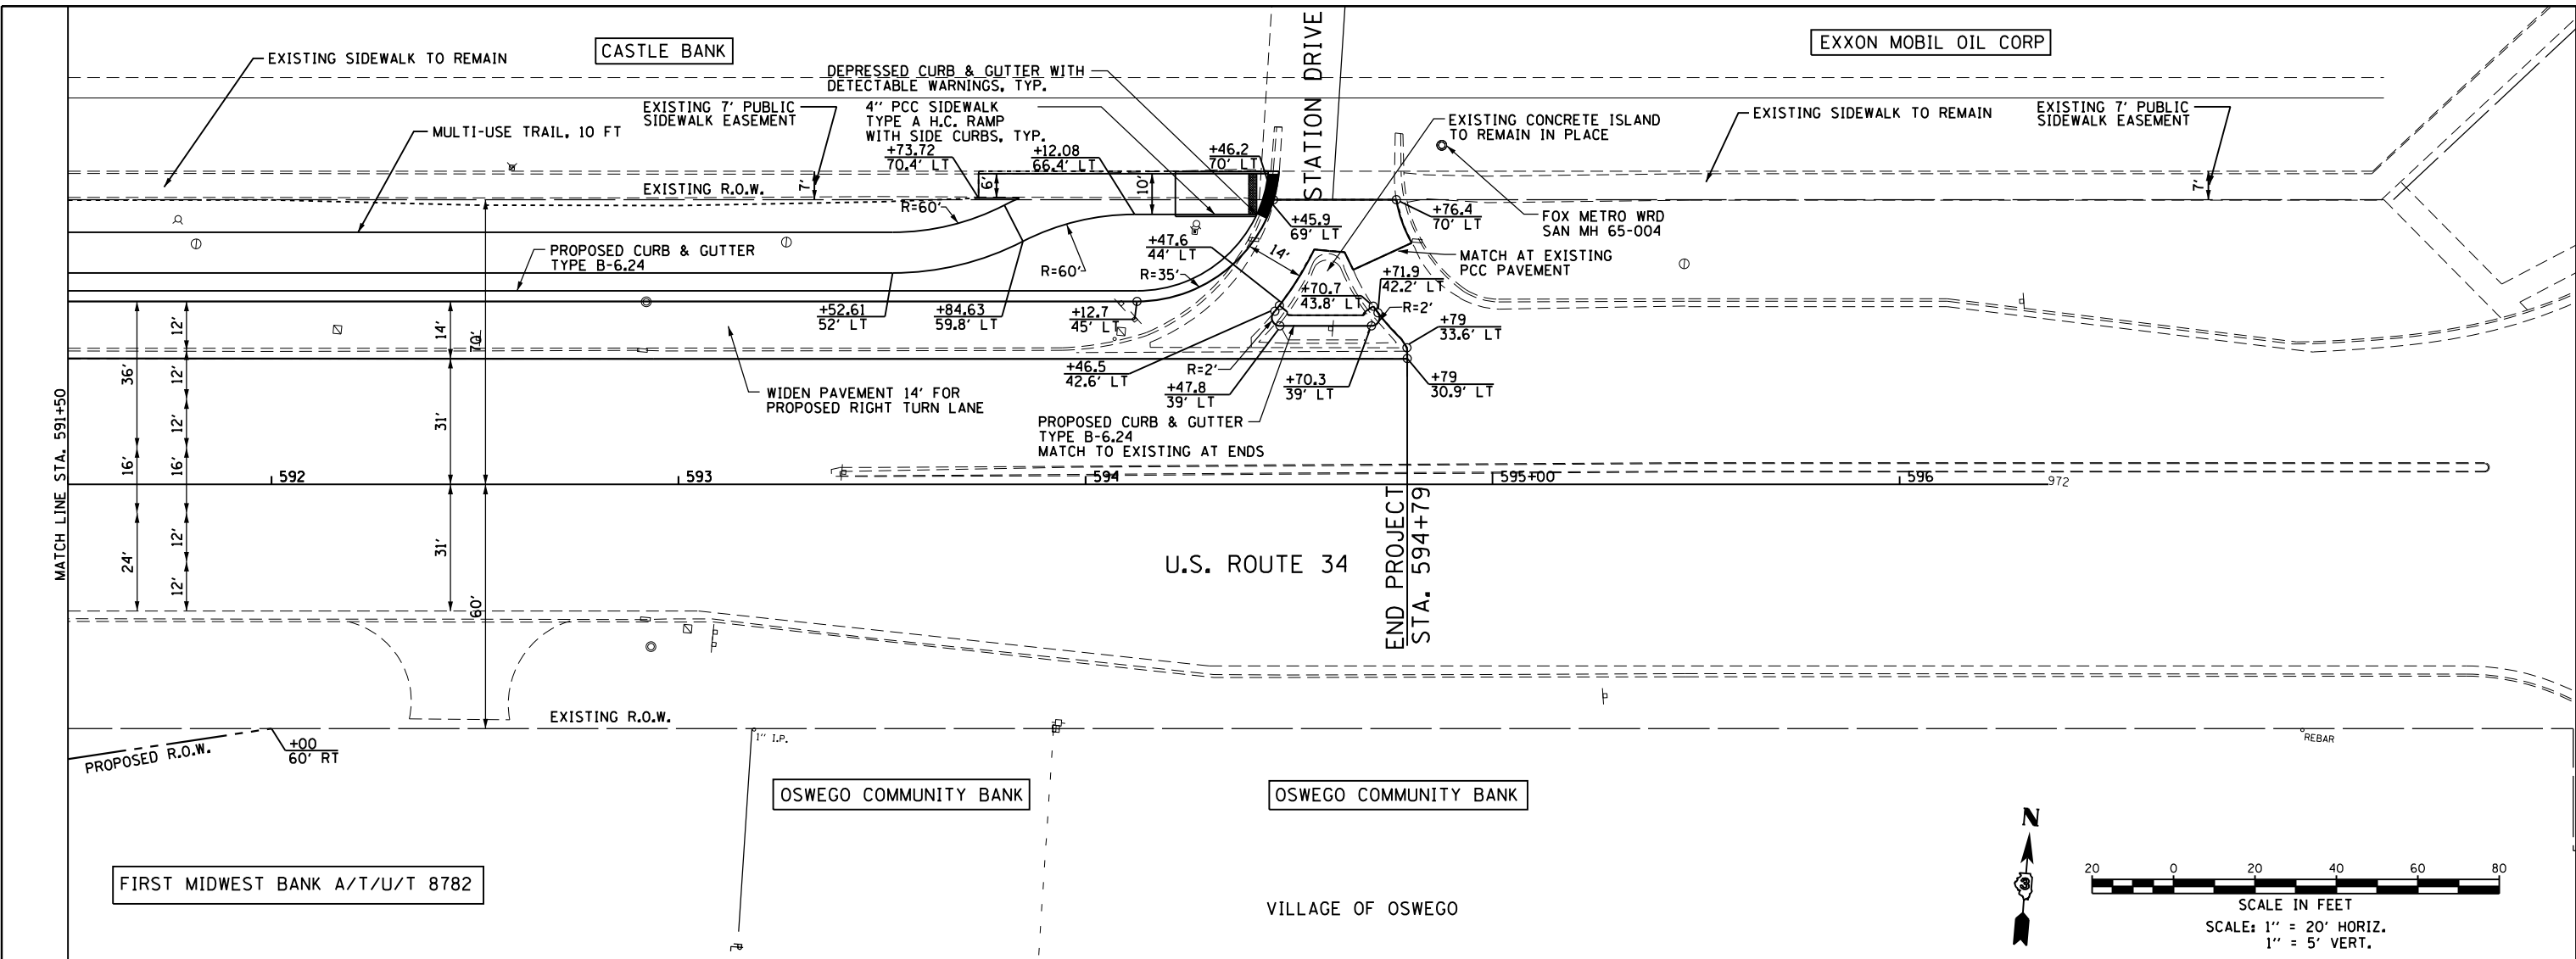 MATCH LINE STA. 591+50
EXISTING SIDEWALK TO REMAIN
CASTLE BANK
DEPRESSED CURB & GUTTER WITH
DETECTABLE WARNINGS, TYP.
STATION DRIVE
EXXON MOBIL OIL CORP
EXISTING 7' PUBLIC
SIDEWALK EASEMENT
4" PCC SIDEWALK
TYPE A H.C. RAMP
WITH SIDE CURBS, TYP.
MULTI-USE TRAIL, 10 FT
EXISTING CONCRETE ISLAND
TO REMAIN IN PLACE
EXISTING SIDEWALK TO REMAIN
EXISTING 7' PUBLIC
SIDEWALK EASEMENT
+73.72
70.4' LT
+12.08
66.4' LT
+46.2
70' LT
EXISTING R.O.W.
7'
6'
10'
7'
R=60'
+45.9
69' LT
+76.4
70' LT
FOX METRO WRD
SAN MH 65-004
PROPOSED CURB & GUTTER
TYPE B-6.24
+47.6
44' LT
14'
MATCH AT EXISTING
PCC PAVEMENT
R=60'
R=35'
+71.9
42.2' LT
+70.7
43.8' LT
R=2'
+52.61
52' LT
+84.63
59.8' LT
+12.7
45' LT
+79
33.6' LT
12'
14'
70'
36'
12'
12'
31'
+46.5
42.6' LT
R=2'
+47.8
39' LT
+70.3
39' LT
+79
30.9' LT
WIDEN PAVEMENT 14' FOR
PROPOSED RIGHT TURN LANE
PROPOSED CURB & GUTTER
TYPE B-6.24
MATCH TO EXISTING AT ENDS
16'
16'
592
593
594
595+00
596
972
24'
12'
12'
31'
60'
U.S. ROUTE 34
END PROJECT
STA. 594+79
EXISTING R.O.W.
PROPOSED R.O.W.
+00
60' RT
1" I.P.
REBAR
OSWEGO COMMUNITY BANK
OSWEGO COMMUNITY BANK
FIRST MIDWEST BANK A/T/U/T 8782
VILLAGE OF OSWEGO
N
3
20 0 20 40 60 80
SCALE IN FEET
SCALE: 1" = 20' HORIZ.
1" = 5' VERT.